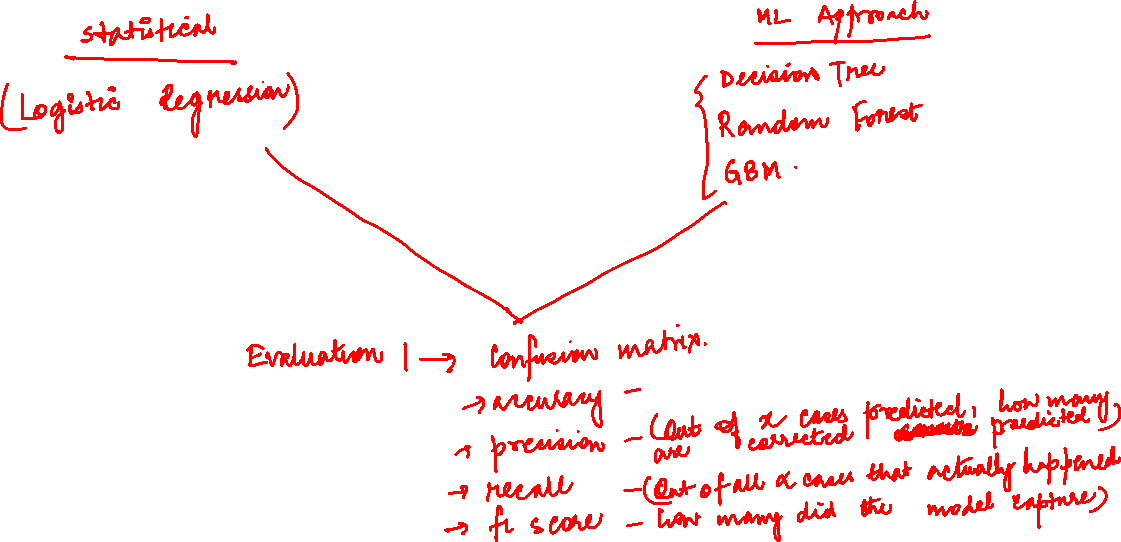 Statistical
(Logistic Regression)
ML Approach
Decision Tree
Random Forest
GBM.
Evaluation | → Confusion matrix.
→ accuracy –
→ precision – (Out of x cases predicted, how many
are corrected predicted)
→ recall – (Out of all x cases that actually happened
→ f1 score – how many did the model capture)